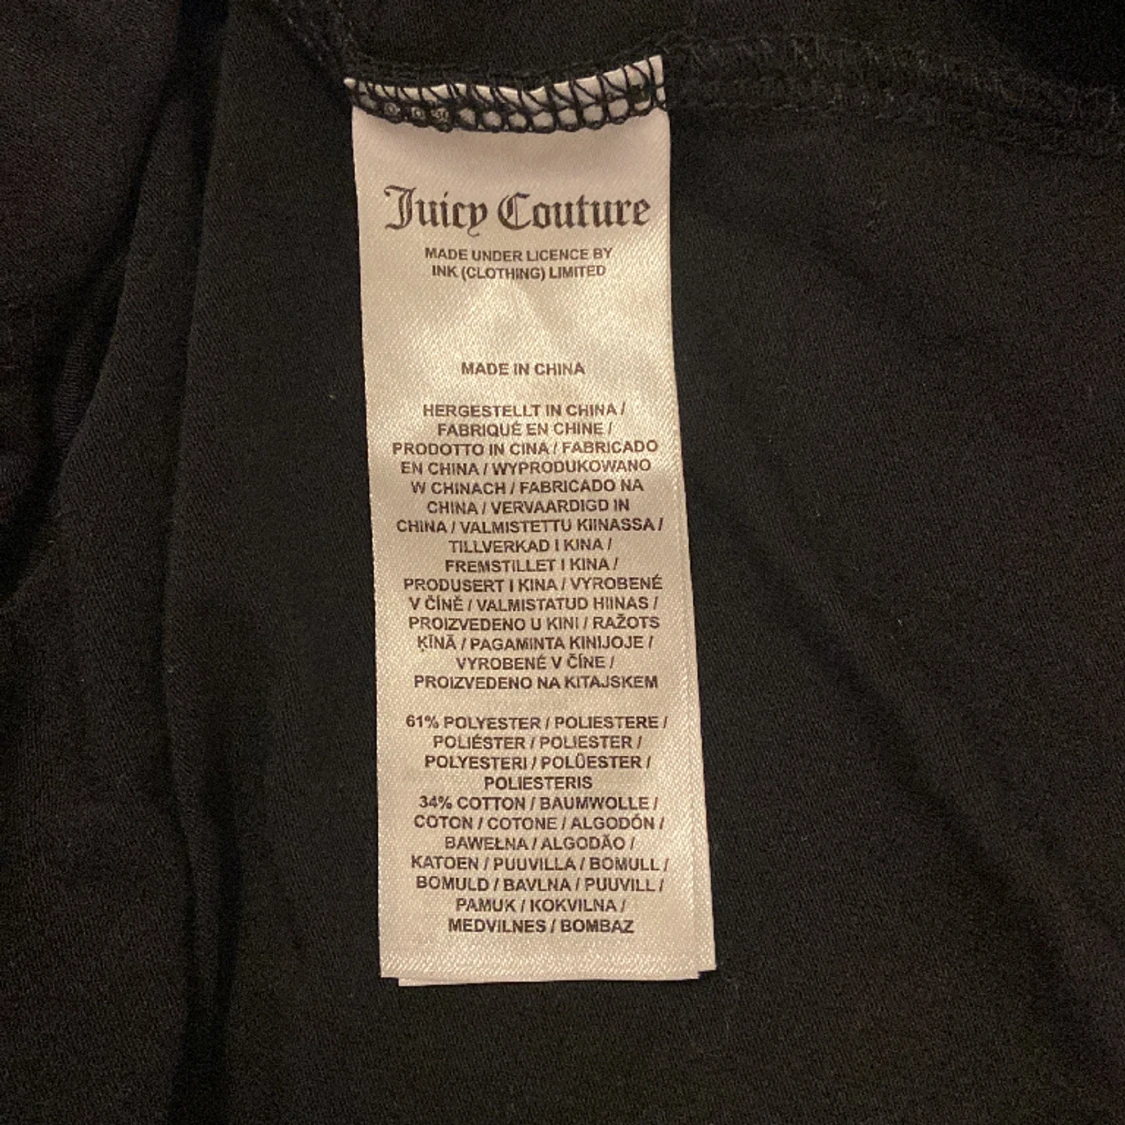 Juicy Couture
MADE UNDER LICENCE BY
INK (CLOTHING) LIMITED
MADE IN CHINA
HERGESTELLT IN CHINA /
FABRIQUÉ EN CHINE /
PRODOTTO IN CINA / FABRICADO
EN CHINA / WYPRODUKOWANO
W CHINACH / FABRICADO NA
CHINA / VERVAARDIGD IN
CHINA / VALMISTETTU KIINASSA /
TILLVERKAD I KINA /
FREMSTILLET I KINA /
PRODUSERT I KINA / VYROBENÉ
V ČÍNĚ / VALMISTATUD HIINAS /
PROIZVEDENO U KINI / RAŽOTS
ĶĪNĀ / PAGAMINTA KINIJOJE /
VYROBENÉ V ČÍNE /
PROIZVEDENO NA KITAJSKEM
61% POLYESTER / POLIESTERE /
POLIÉSTER / POLIESTER /
POLYESTERI / POLÜESTER /
POLIESTERIS
34% COTTON / BAUMWOLLE /
COTON / COTONE / ALGODÓN /
BAWEŁNA / ALGODÃO /
KATOEN / PUUVILLA / BOMULL /
BOMULD / BAVLNA / PUUVILL /
PAMUK / KOKVILNA /
MEDVILNES / BOMBAZ